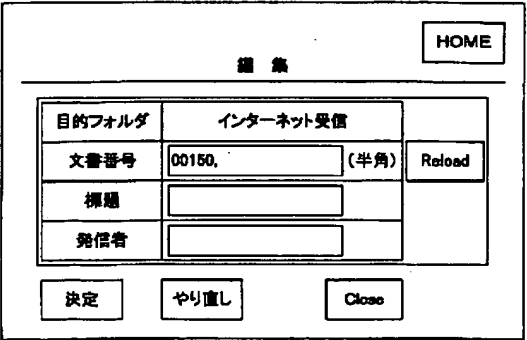 HOME
編 集
目的フォルダ インターネット受信
文書番号 00150, (半角) Reload
標題
発信者
決定 やり直し Close